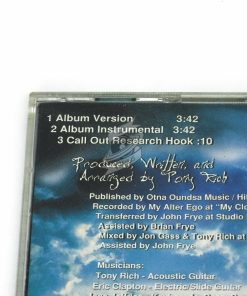 1 Album Version 3:42
2 Album Instrumental 3:42
3 Call Out Research Hook :10
Produced, Written, and
Arranged by Tony Rich
Published by Otna Oundsa Music / Hi
Recorded by My Alter Ego at "My Clo
Transferred by John Frye at Studio
Assisted by Brian Frye
Mixed by Jon Gass & Tony Rich at
Assisted by John Frye
Musicians:
Tony Rich - Acoustic Guitar
Eric Clapton - Electric/Slide Guitar